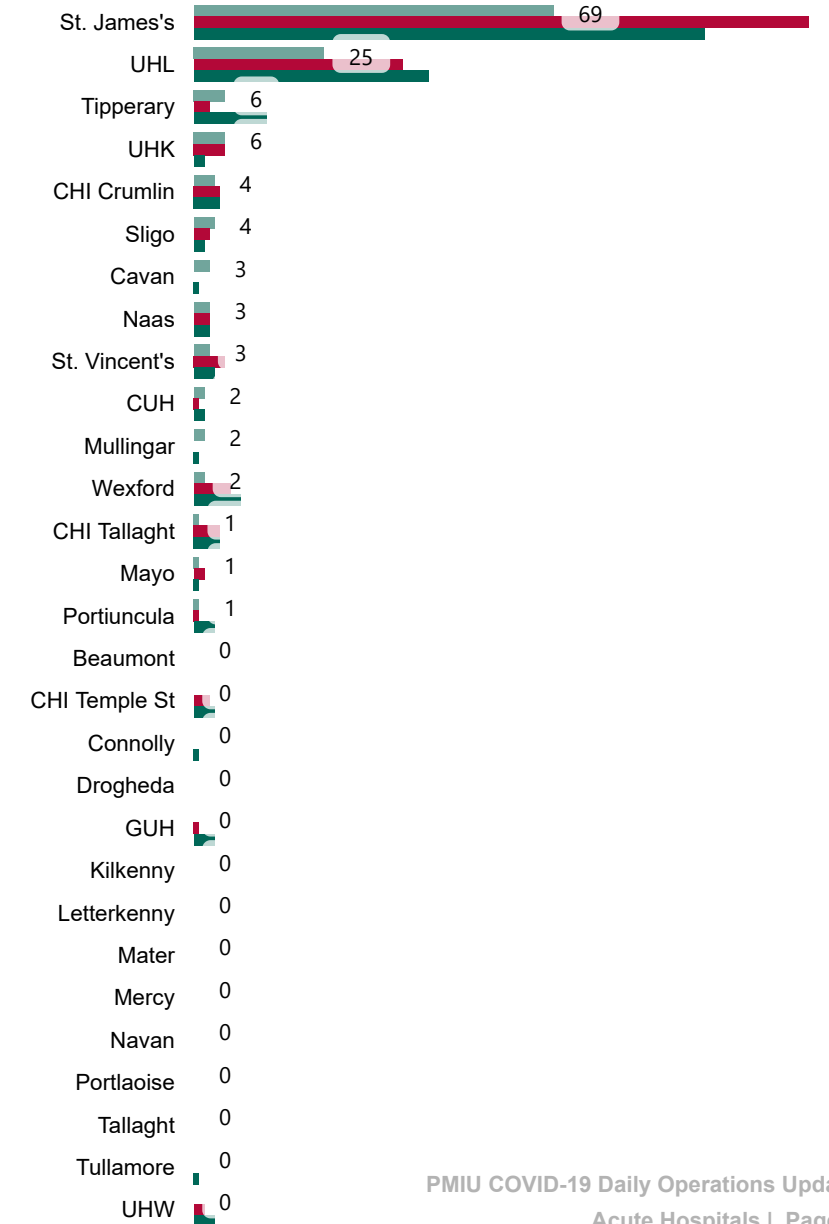 St. James's 69
UHL 25
Tipperary 6
UHK 6
CHI Crumlin 4
Sligo 4
Cavan 3
Naas 3
St. Vincent's 3
CUH 2
Mullingar 2
Wexford 2
CHI Tallaght 1
Mayo 1
Portiuncula 1
Beaumont 0
CHI Temple St 0
Connolly 0
Drogheda 0
GUH 0
Kilkenny 0
Letterkenny 0
Mater 0
Mercy 0
Navan 0
Portlaoise 0
Tallaght 0
Tullamore 0
UHW 0
PMIU COVID-19 Daily Operations Upda
Acute Hospitals | Page